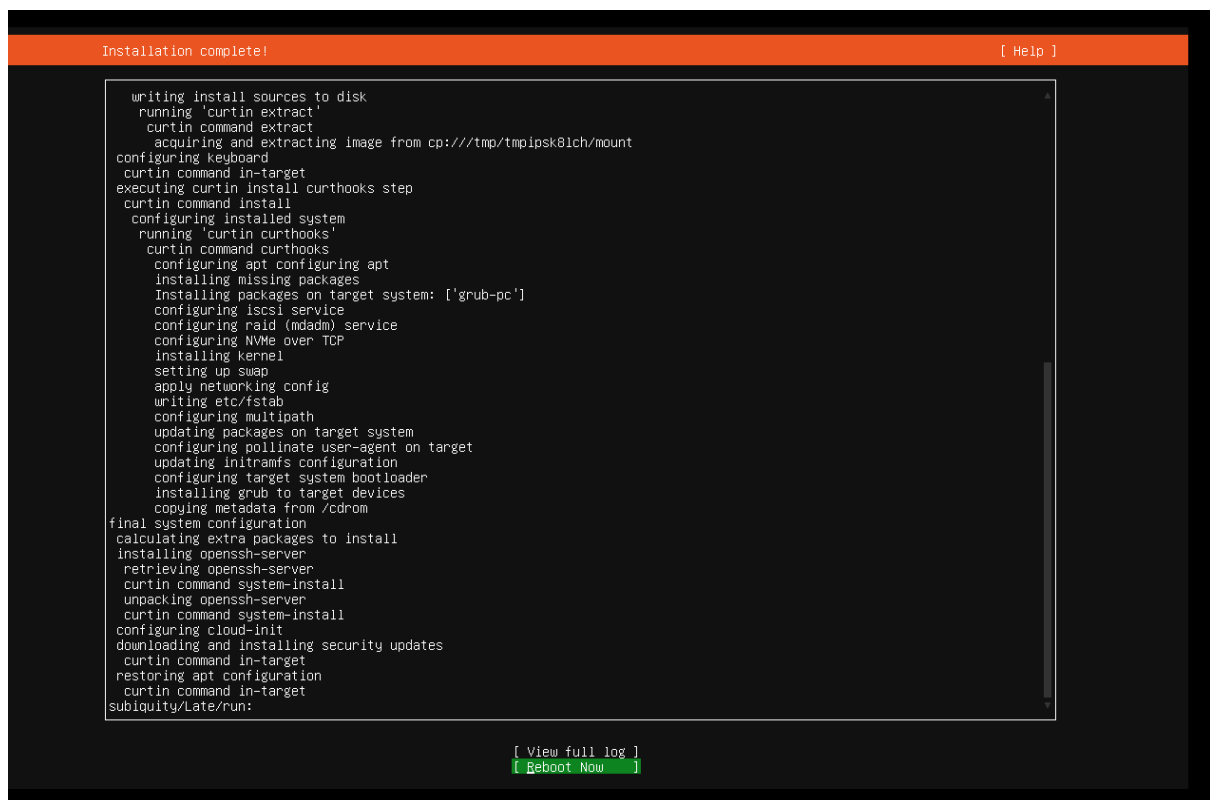 Installation complete! [ Help ]
writing install sources to disk
running 'curtin extract'
curtin command extract
acquiring and extracting image from cp:///tmp/tmpipsk8lch/mount
configuring keyboard
curtin command in-target
executing curtin install curthooks step
curtin command install
configuring installed system
running 'curtin curthooks'
curtin command curthooks
configuring apt configuring apt
installing missing packages
Installing packages on target system: ['grub-pc']
configuring iscsi service
configuring raid (mdadm) service
configuring NVMe over TCP
installing kernel
setting up swap
apply networking config
writing etc/fstab
configuring multipath
updating packages on target system
configuring pollinate user-agent on target
updating initramfs configuration
configuring target system bootloader
installing grub to target devices
copying metadata from /cdrom
final system configuration
calculating extra packages to install
installing openssh-server
retrieving openssh-server
curtin command system-install
unpacking openssh-server
curtin command system-install
configuring cloud-init
downloading and installing security updates
curtin command in-target
restoring apt configuration
curtin command in-target
subiquity/Late/run:
[ View full log ]
[ Reboot Now ]